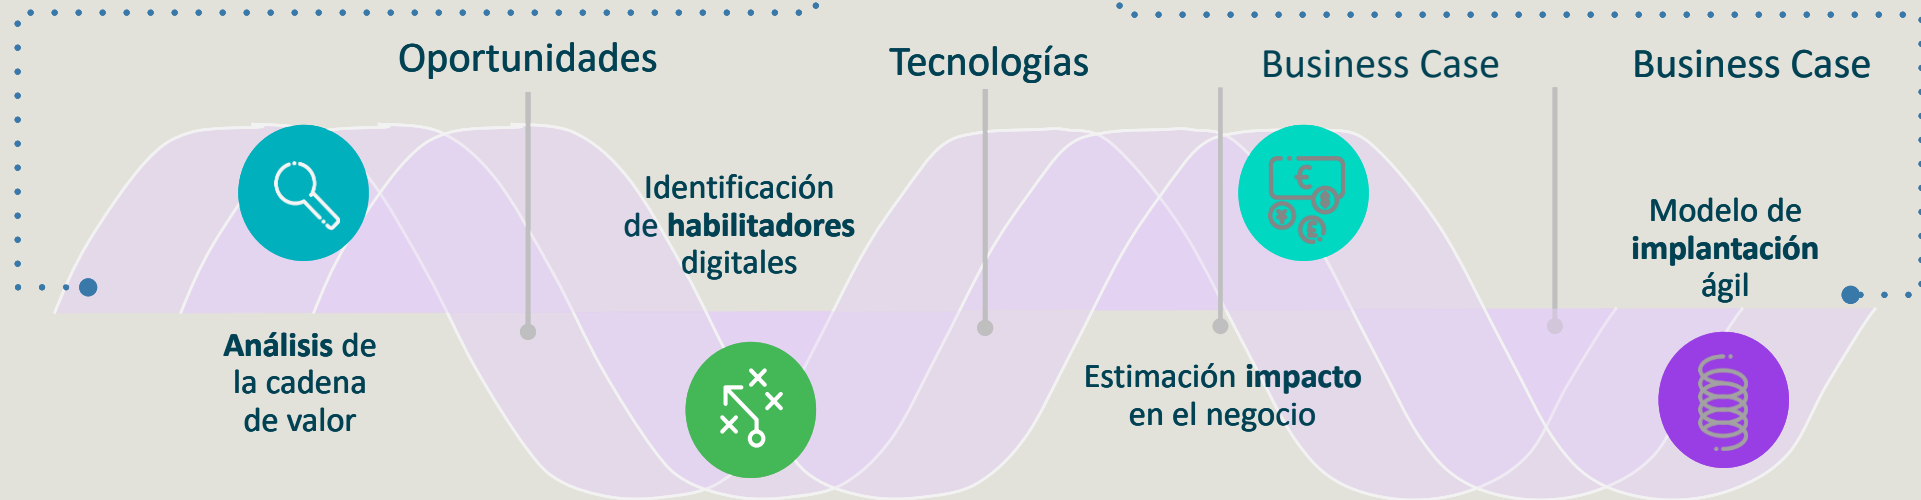 Oportunidades
Tecnologías
Business Case
Business Case
Análisis de
la cadena
de valor
Identificación
de habilitadores
digitales
Estimación impacto
en el negocio
Modelo de
implantación
ágil